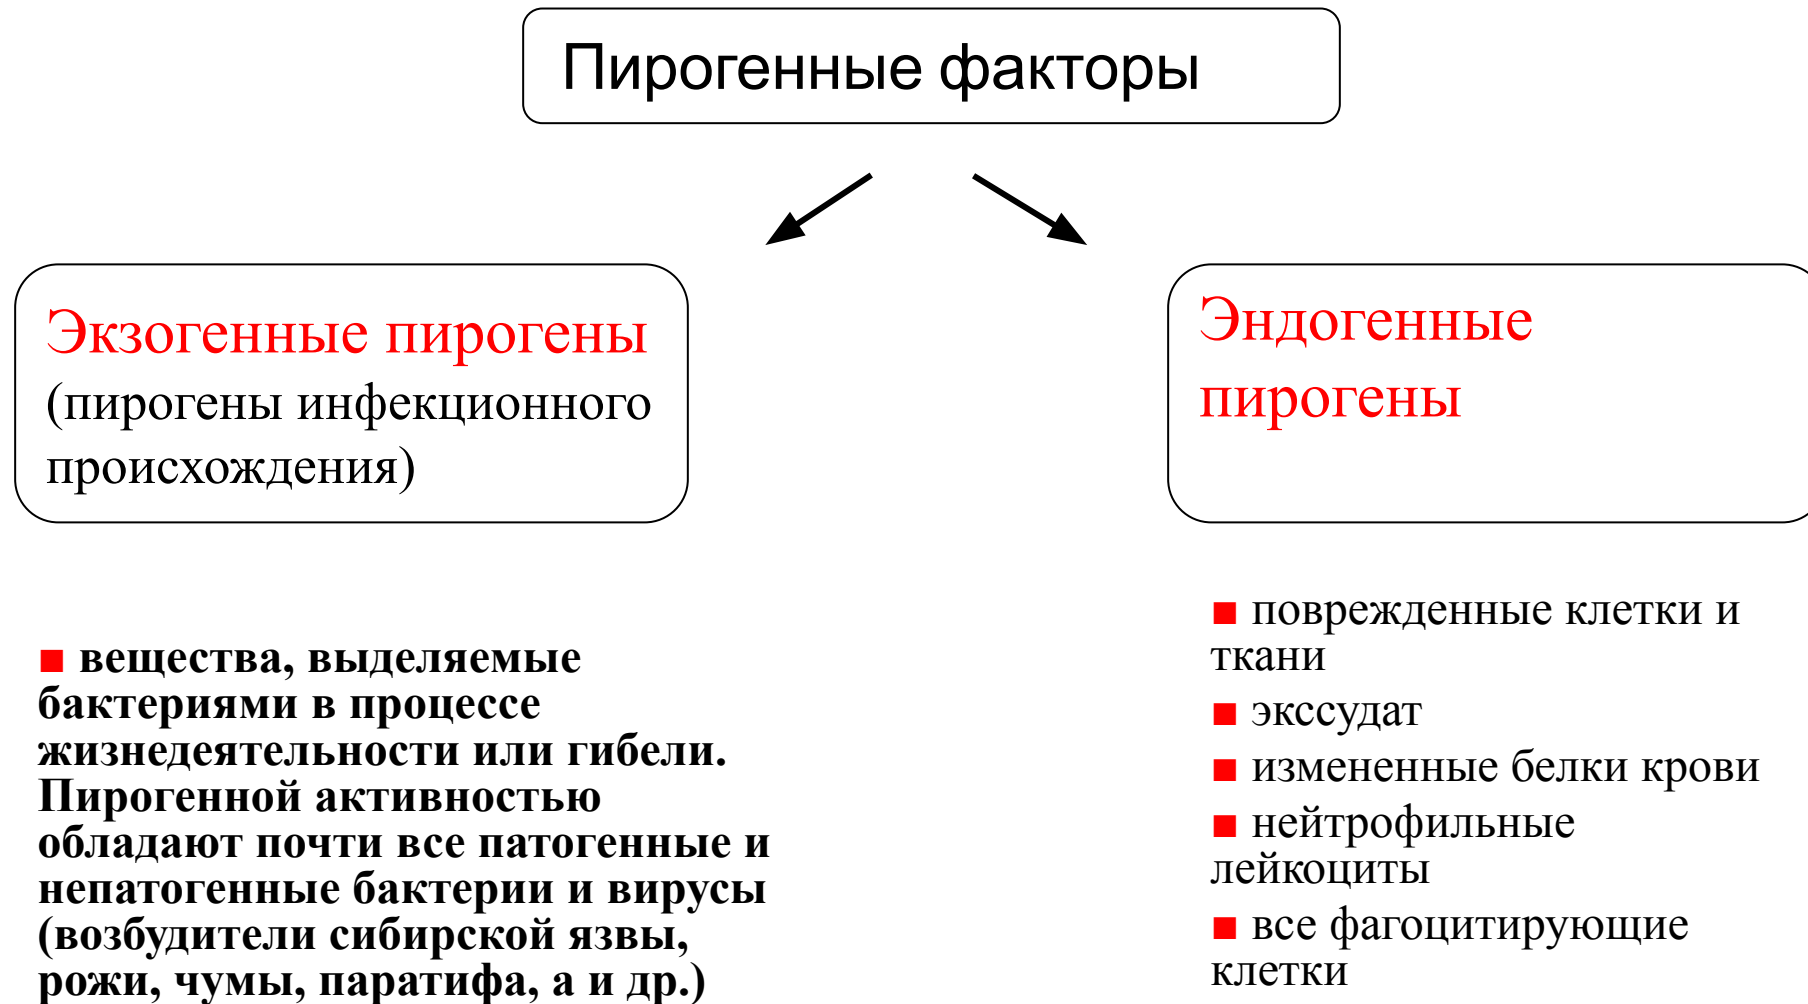 Пирогенные факторы
Экзогенные пирогены
(пирогены инфекционного
происхождения)
■ вещества, выделяемые
бактериями в процессе
жизнедеятельности или гибели.
Пирогенной активностью
обладают почти все патогенные и
непатогенные бактерии и вирусы
(возбудители сибирской язвы,
рожи, чумы, паратифа, а и др.)
Эндогенные
пирогены
■ поврежденные клетки и
ткани
■ экссудат
■ измененные белки крови
■ нейтрофильные
лейкоциты
■ все фагоцитирующие
клетки